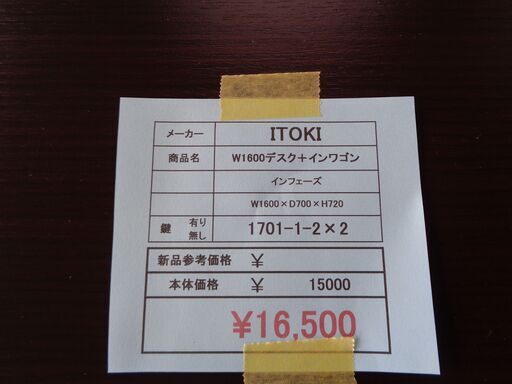 メーカー ITOKI
商品名 W1600デスク＋インワゴン
インフェーズ
W1600×D700×H720
鍵 有り 無し 1701-1-2×2
新品参考価格 ¥
本体価格 ¥ 15000
¥16,500